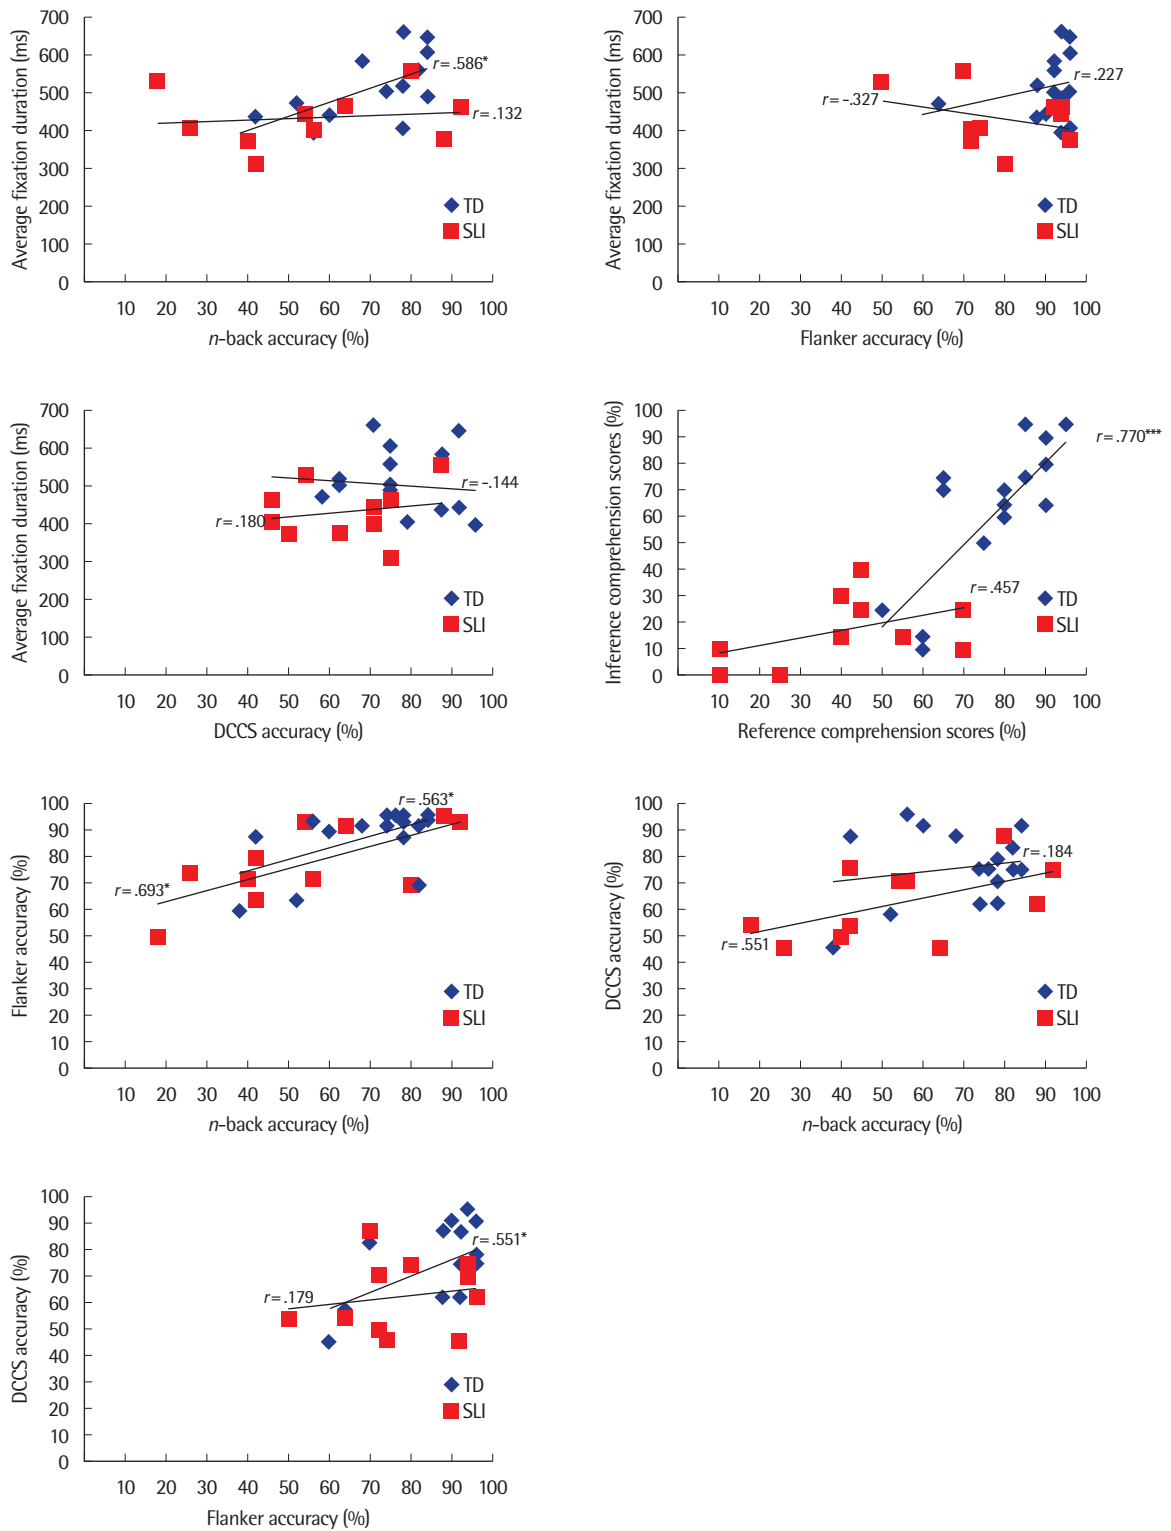 700
600
500
400
300
200
100
0
Average fixation duration (ms)
r= .586*
r= .132
TD
SLI
10 20 30 40 50 60 70 80 90 100
n-back accuracy (%)
700
600
500
400
300
200
100
0
Average fixation duration (ms)
r= .227
r= -.327
TD
SLI
10 20 30 40 50 60 70 80 90 100
Flanker accuracy (%)
700
600
500
400
300
200
100
0
Average fixation duration (ms)
r= -.144
r= .180
TD
SLI
10 20 30 40 50 60 70 80 90 100
DCCS accuracy (%)
100
90
80
70
60
50
40
30
20
10
0
Inference comprehension scores (%)
r= .770***
r= .457
TD
SLI
10 20 30 40 50 60 70 80 90 100
Reference comprehension scores (%)
100
90
80
70
60
50
40
30
20
10
0
Flanker accuracy (%)
r= .563*
r= .693*
TD
SLI
10 20 30 40 50 60 70 80 90 100
n-back accuracy (%)
100
90
80
70
60
50
40
30
20
10
0
DCCS accuracy (%)
r= .184
r= .551
TD
SLI
10 20 30 40 50 60 70 80 90 100
n-back accuracy (%)
100
90
80
70
60
50
40
30
20
10
0
DCCS accuracy (%)
r= .551*
r= .179
TD
SLI
10 20 30 40 50 60 70 80 90 100
Flanker accuracy (%)